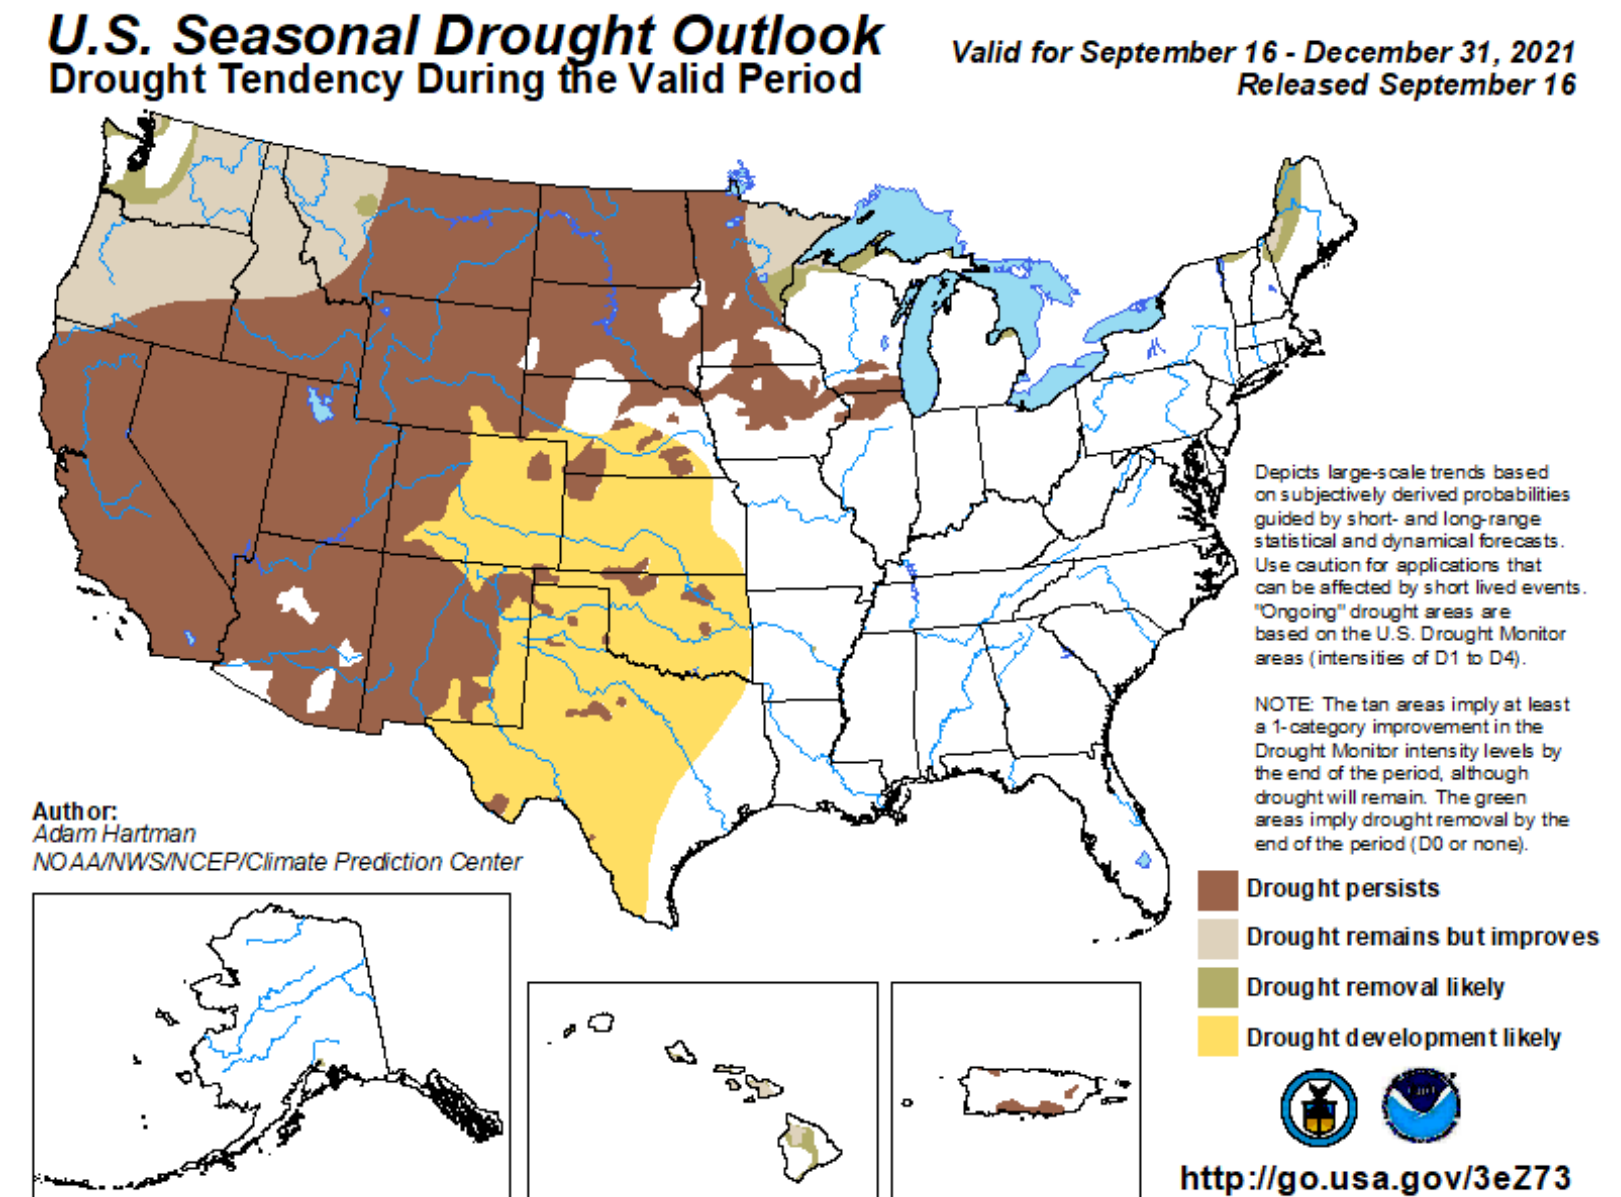 U.S. Seasonal Drought Outlook
Drought Tendency During the Valid Period
Valid for September 16 - December 31, 2021
Released September 16
Depicts large-scale trends based
on subjectively derived probabilities
guided by short- and long-range
statistical and dynamical forecasts.
Use caution for applications that
can be affected by short lived events.
"Ongoing" drought areas are
based on the U.S. Drought Monitor
areas (intensities of D1 to D4).
NOTE: The tan areas imply at least
a 1-category improvement in the
Drought Monitor intensity levels by
the end of the period, although
drought will remain. The green
areas imply drought removal by the
end of the period (D0 or none).
Author:
Adam Hartman
NOAA/NWS/NCEP/Climate Prediction Center
Drought persists
Drought remains but improves
Drought removal likely
Drought development likely
http://go.usa.gov/3eZ73